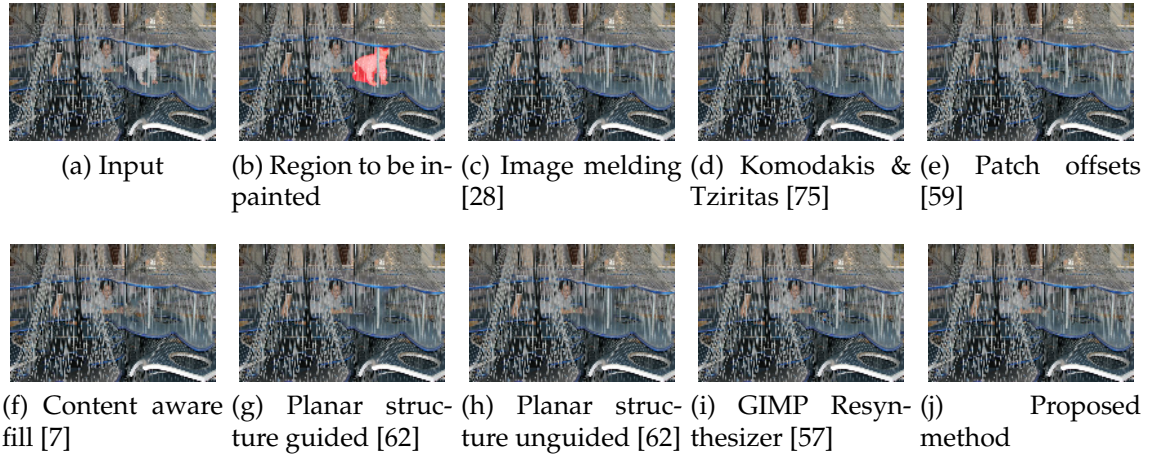 (a) Input
(b) Region to be in-
painted
(c) Image melding
[28]
(d) Komodakis &
Tziritas [75]
(e) Patch offsets
[59]
(f) Content aware
fill [7]
(g) Planar struc-
ture guided [62]
(h) Planar struc-
ture unguided [62]
(i) GIMP Resyn-
thesizer [57]
(j) Proposed
method